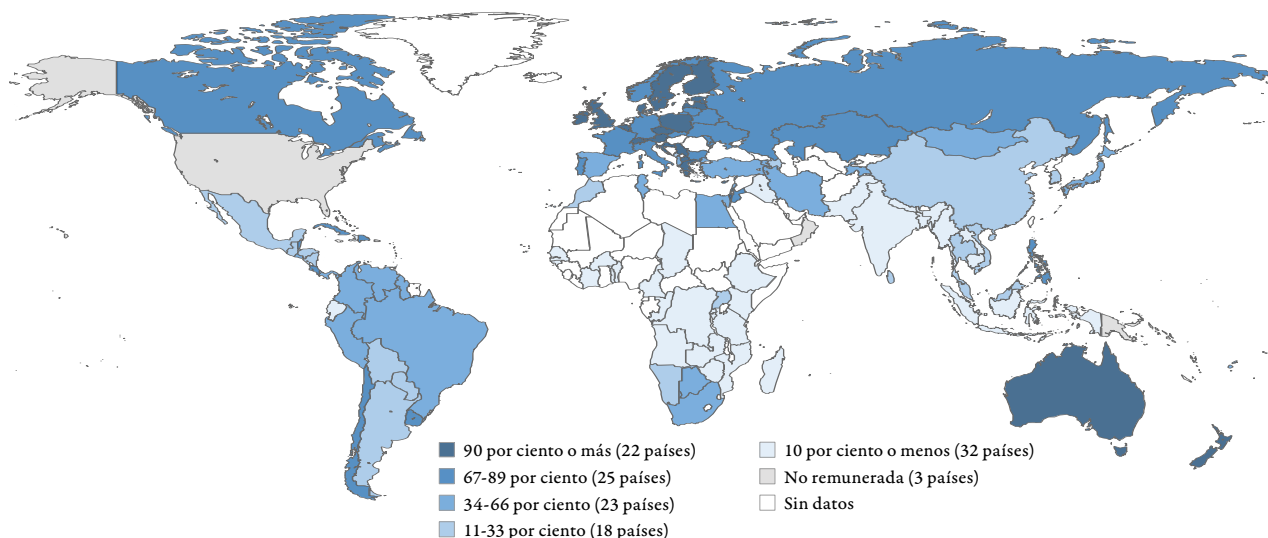 90 por ciento o más (22 países)
67-89 por ciento (25 países)
34-66 por ciento (23 países)
11-33 por ciento (18 países)
10 por ciento o menos (32 países)
No remunerada (3 países)
Sin datos